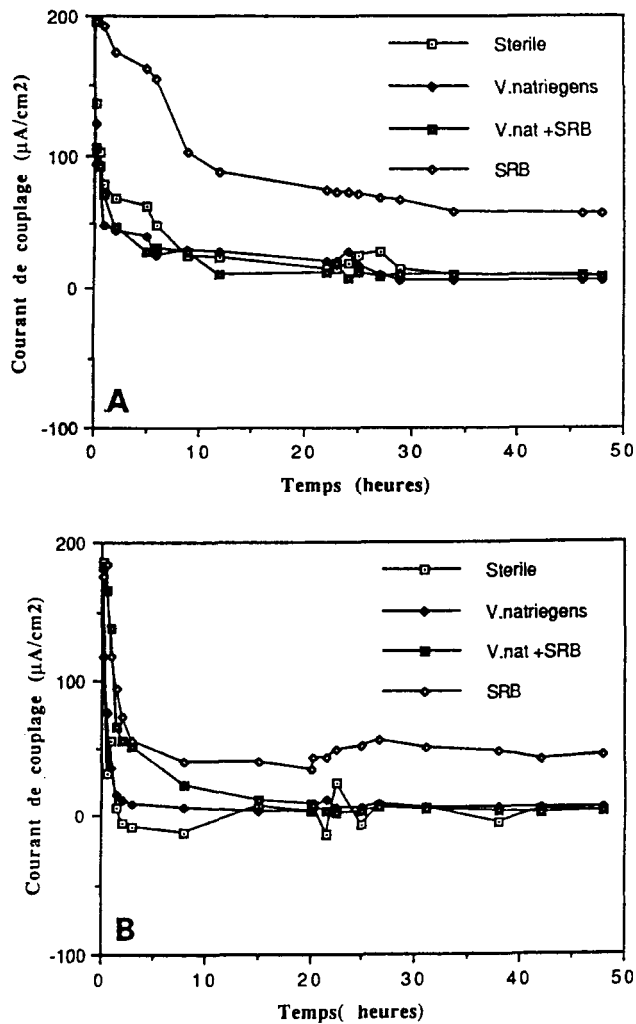 200
100
0
-100
Courant de couplage (µA/cm2)
Sterile
V.natriegens
V.nat +SRB
SRB
A
0
10
20
30
40
50
Temps (heures)
200
100
0
-100
Courant de couplage (µA/cm2)
Sterile
V.natriegens
V.nat +SRB
SRB
B
0
10
20
30
40
50
Temps( heures)